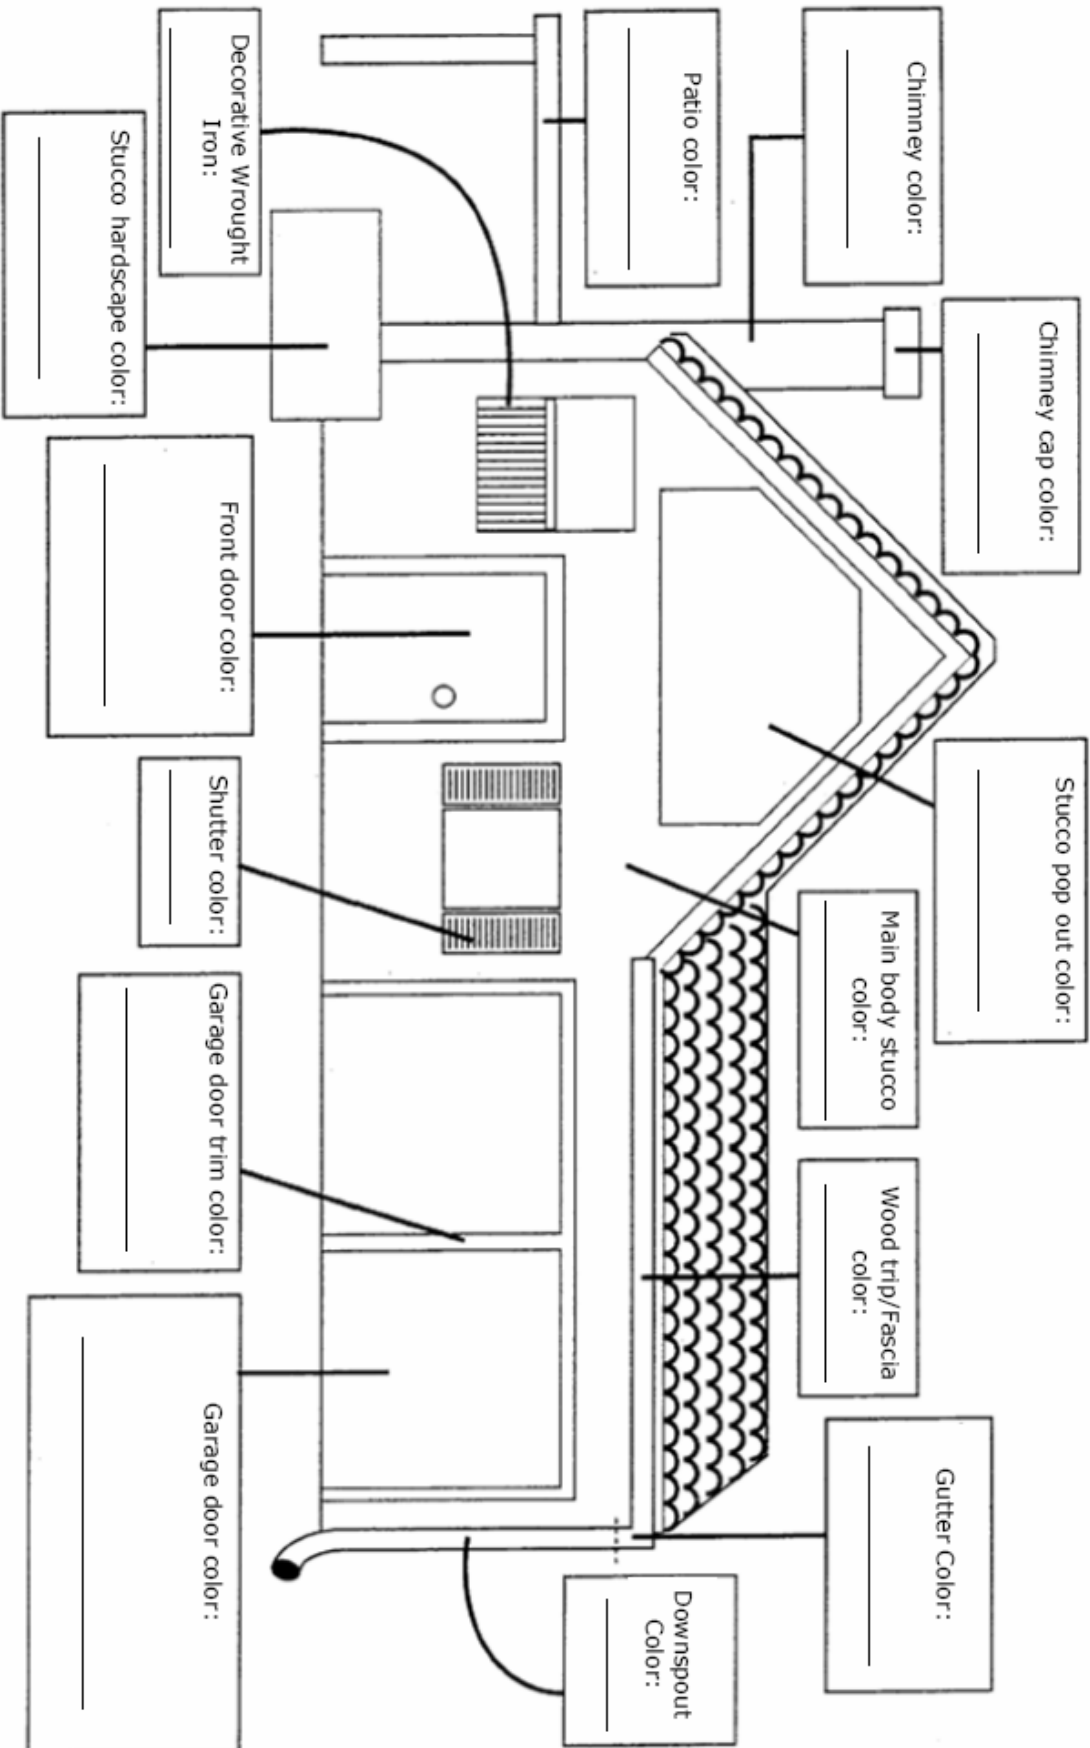 Chimney cap color:
Stucco pop out color:
Chimney color:
Main body stucco
color:
Wood trip/Fascia
color:
Gutter Color:
Patio color:
Downspout
Color:
Decorative Wrought
Iron:
Stucco hardscape color:
Front door color:
Shutter color:
Garage door trim color:
Garage door color: